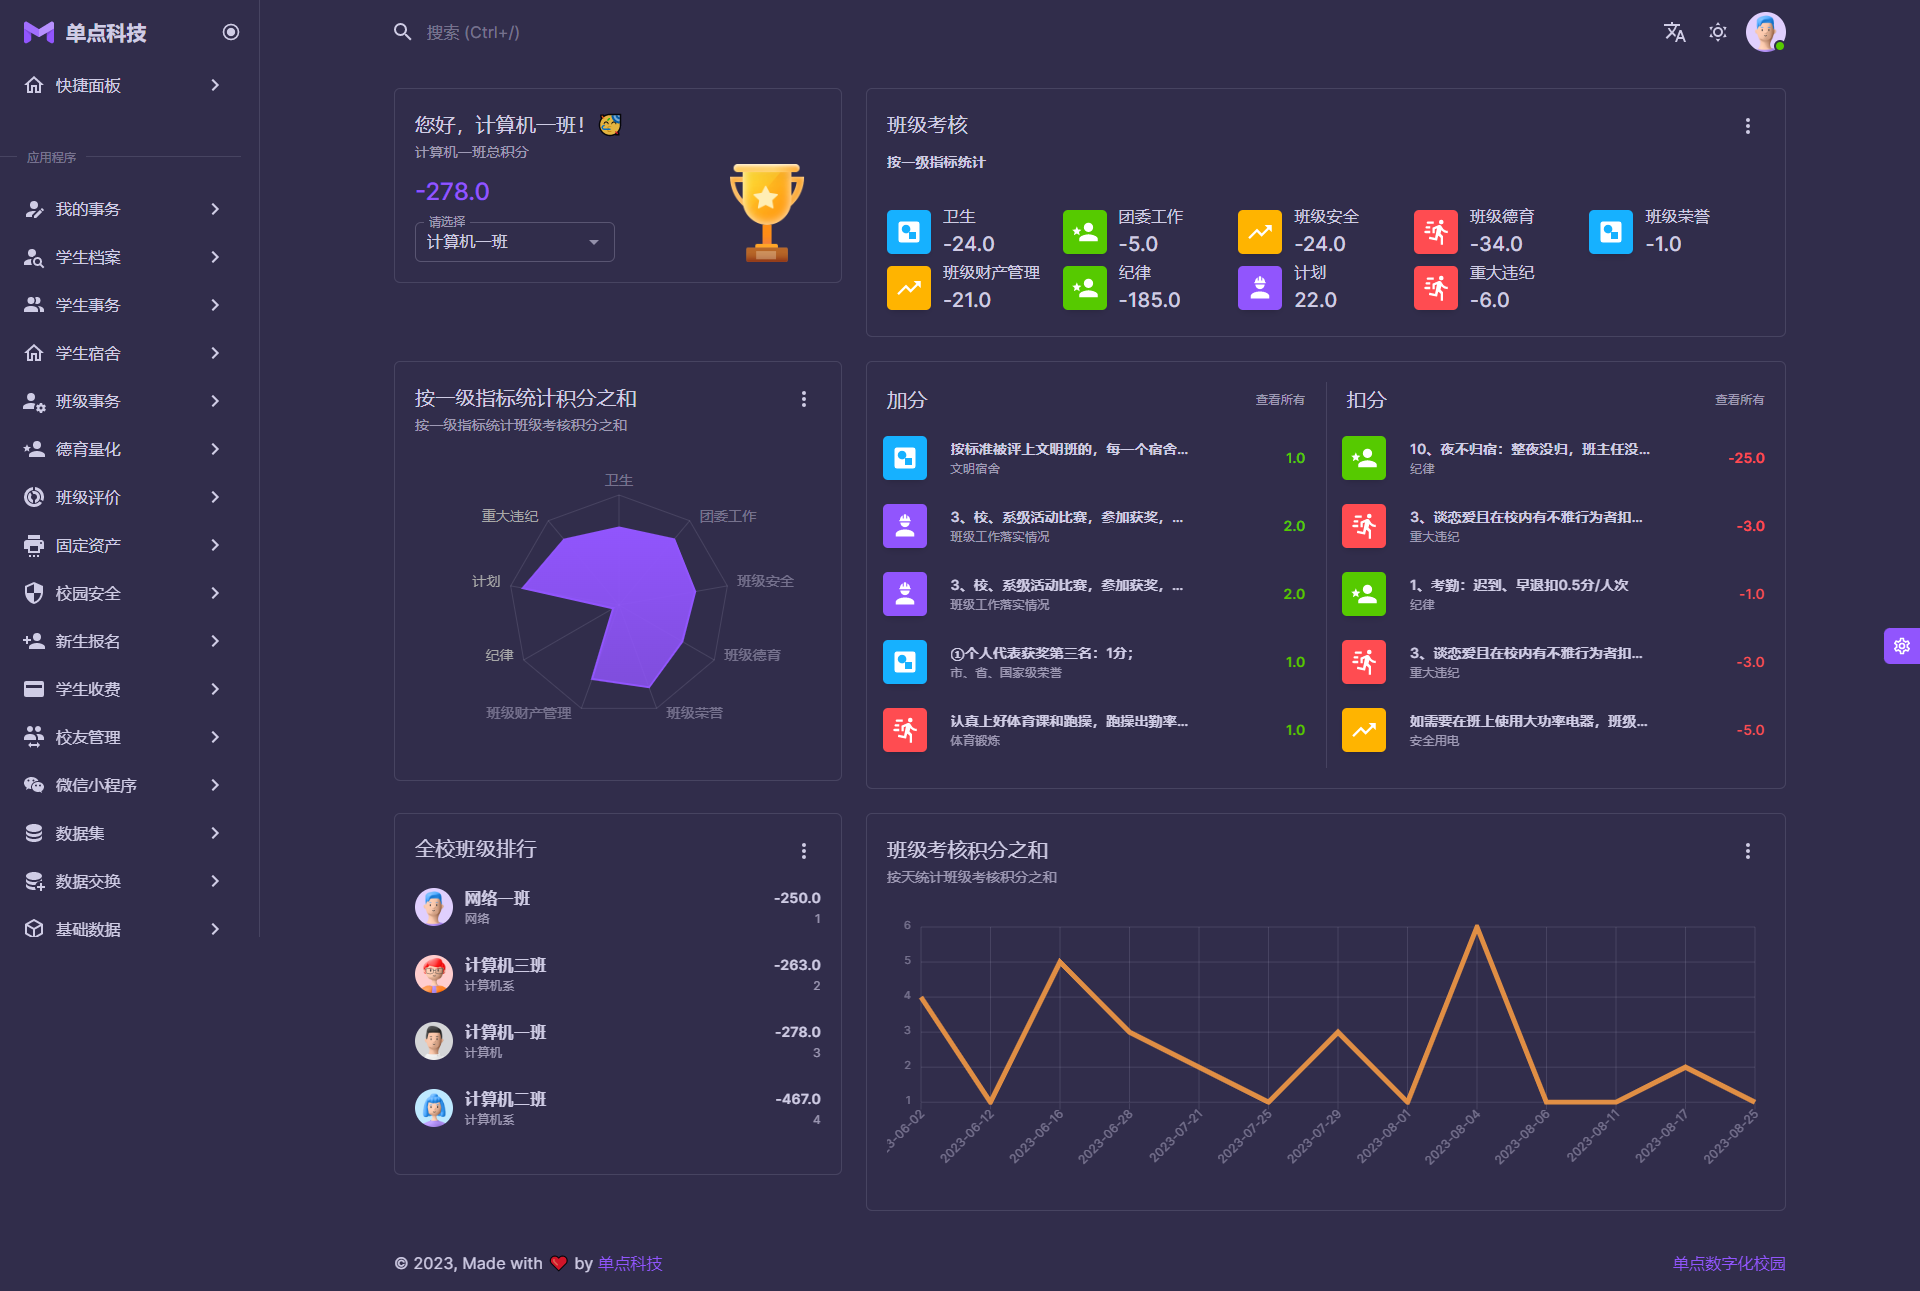 单点科技
快捷面板
应用程序
我的事务
学生档案
学生事务
学生宿舍
班级事务
德育量化
班级评价
固定资产
校园安全
新生报名
学生收费
校友管理
微信小程序
数据集
数据交换
基础数据
搜索 (Ctrl+/)
您好，计算机一班！🥳
计算机一班总积分
-278.0
请选择
计算机一班
班级考核
按一级指标统计
卫生
-24.0
团委工作
-5.0
班级安全
-24.0
班级德育
-34.0
班级荣誉
-1.0
班级财产管理
-21.0
纪律
-185.0
计划
22.0
重大违纪
-6.0
按一级指标统计积分之和
按一级指标统计班级考核积分之和
卫生
团委工作
班级安全
班级德育
班级荣誉
班级财产管理
纪律
计划
重大违纪
加分
查看所有
按标准被评上文明班的，每一个宿舍...
文明宿舍
1.0
3、校、系级活动比赛，参加获奖，...
班级工作落实情况
2.0
3、校、系级活动比赛，参加获奖，...
班级工作落实情况
2.0
①个人代表获奖第三名：1分；
市、省、国家级荣誉
1.0
认真上好体育课和跑操，跑操出勤率...
体育锻炼
1.0
扣分
查看所有
10、夜不归宿：整夜没归，班主任没...
纪律
-25.0
3、谈恋爱且在校内有不雅行为者扣...
重大违纪
-3.0
1、考勤：迟到、早退扣0.5分/人次
纪律
-1.0
3、谈恋爱且在校内有不雅行为者扣...
重大违纪
-3.0
如需要在班上使用大功率电器，班级...
安全用电
-5.0
全校班级排行
网络一班
网络
-250.0
1
计算机三班
计算机系
-263.0
2
计算机一班
计算机
-278.0
3
计算机二班
计算机系
-467.0
4
班级考核积分之和
按天统计班级考核积分之和
6
5
4
3
2
1
..3-06-02
2023-06-12
2023-06-16
2023-06-28
2023-07-21
2023-07-25
2023-07-29
2023-08-01
2023-08-04
2023-08-06
2023-08-11
2023-08-17
2023-08-25
© 2023, Made with ❤️ by 单点科技
单点数字化校园